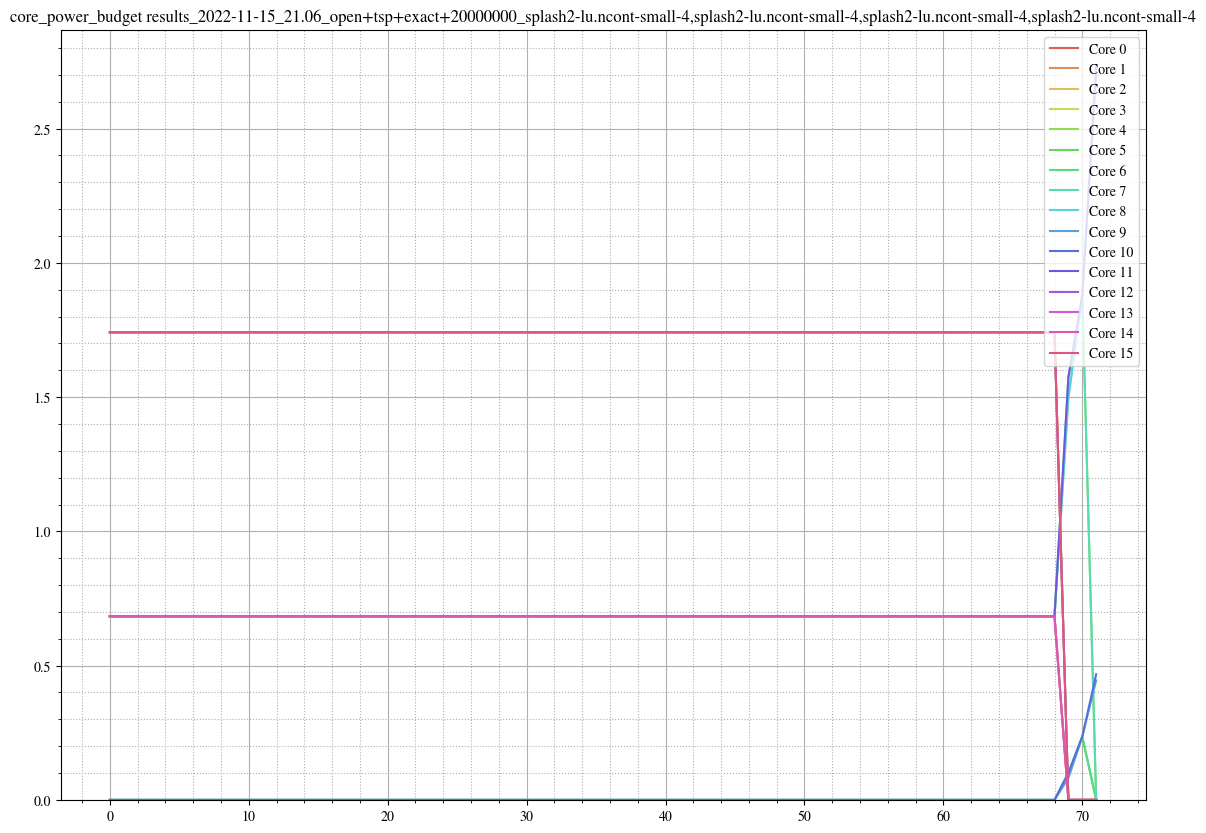 core_power_budget results_2022-11-15_21.06_open+tsp+exact+20000000_splash2-lu.ncont-small-4,splash2-lu.ncont-small-4,splash2-lu.ncont-small-4,splash2-lu.ncont-small-4
Core 0
Core 1
Core 2
Core 3
Core 4
Core 5
Core 6
Core 7
Core 8
Core 9
Core 10
Core 11
Core 12
Core 13
Core 14
Core 15
2.5
2.0
1.5
1.0
0.5
0.0
0 10 20 30 40 50 60 70